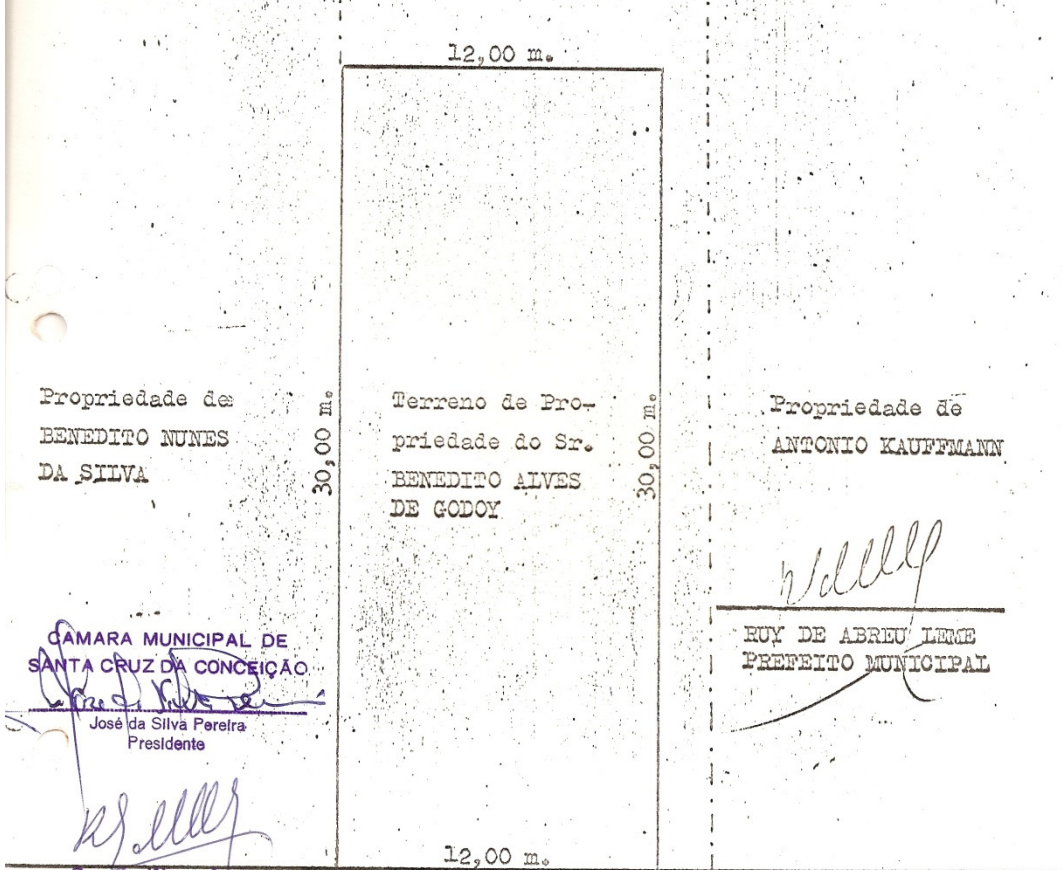 12,00 m.
Propriedade de:
BENEDITO NUNES
DA SILVA
30,00 m.
Terreno de Pro-
priedade do Sr.
BENEDITO ALVES
DE GODOY
30,00 m.
Propriedade de
ANTONIO KAUFFMANN
CAMARA MUNICIPAL DE
SANTA CRUZ DA CONCEIÇÃO
José da Silva Pereira
Presidente
RUY DE ABREU LEME
PREFEITO MUNICIPAL
12,00 m.